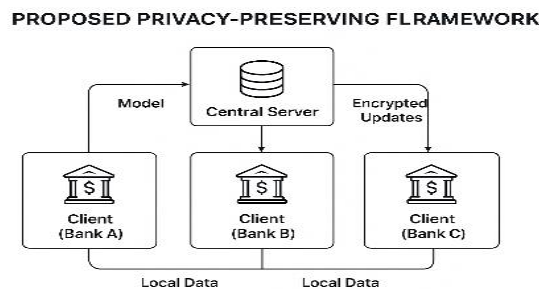 PROPOSED PRIVACY-PRESERVING FLRAMEWORK
Central Server
Model
Encrypted
Updates
$
Client
(Bank A)
$
Client
(Bank B)
$
Client
(Bank C)
Local Data
Local Data